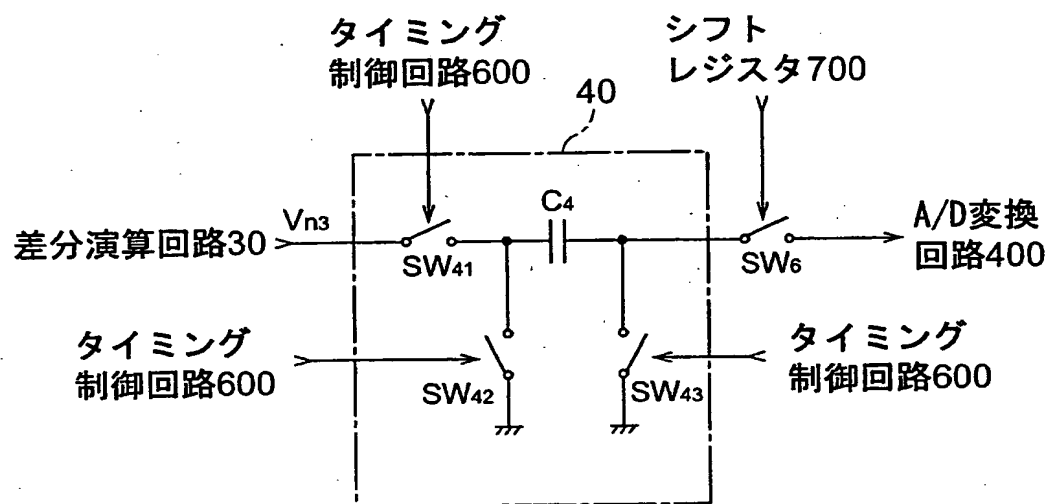 タイミング
制御回路600
シフト
レジスタ700
40
Vn3
C4
差分演算回路30
SW41
SW6
A/D変換
回路400
タイミング
制御回路600
SW42
SW43
タイミング
制御回路600